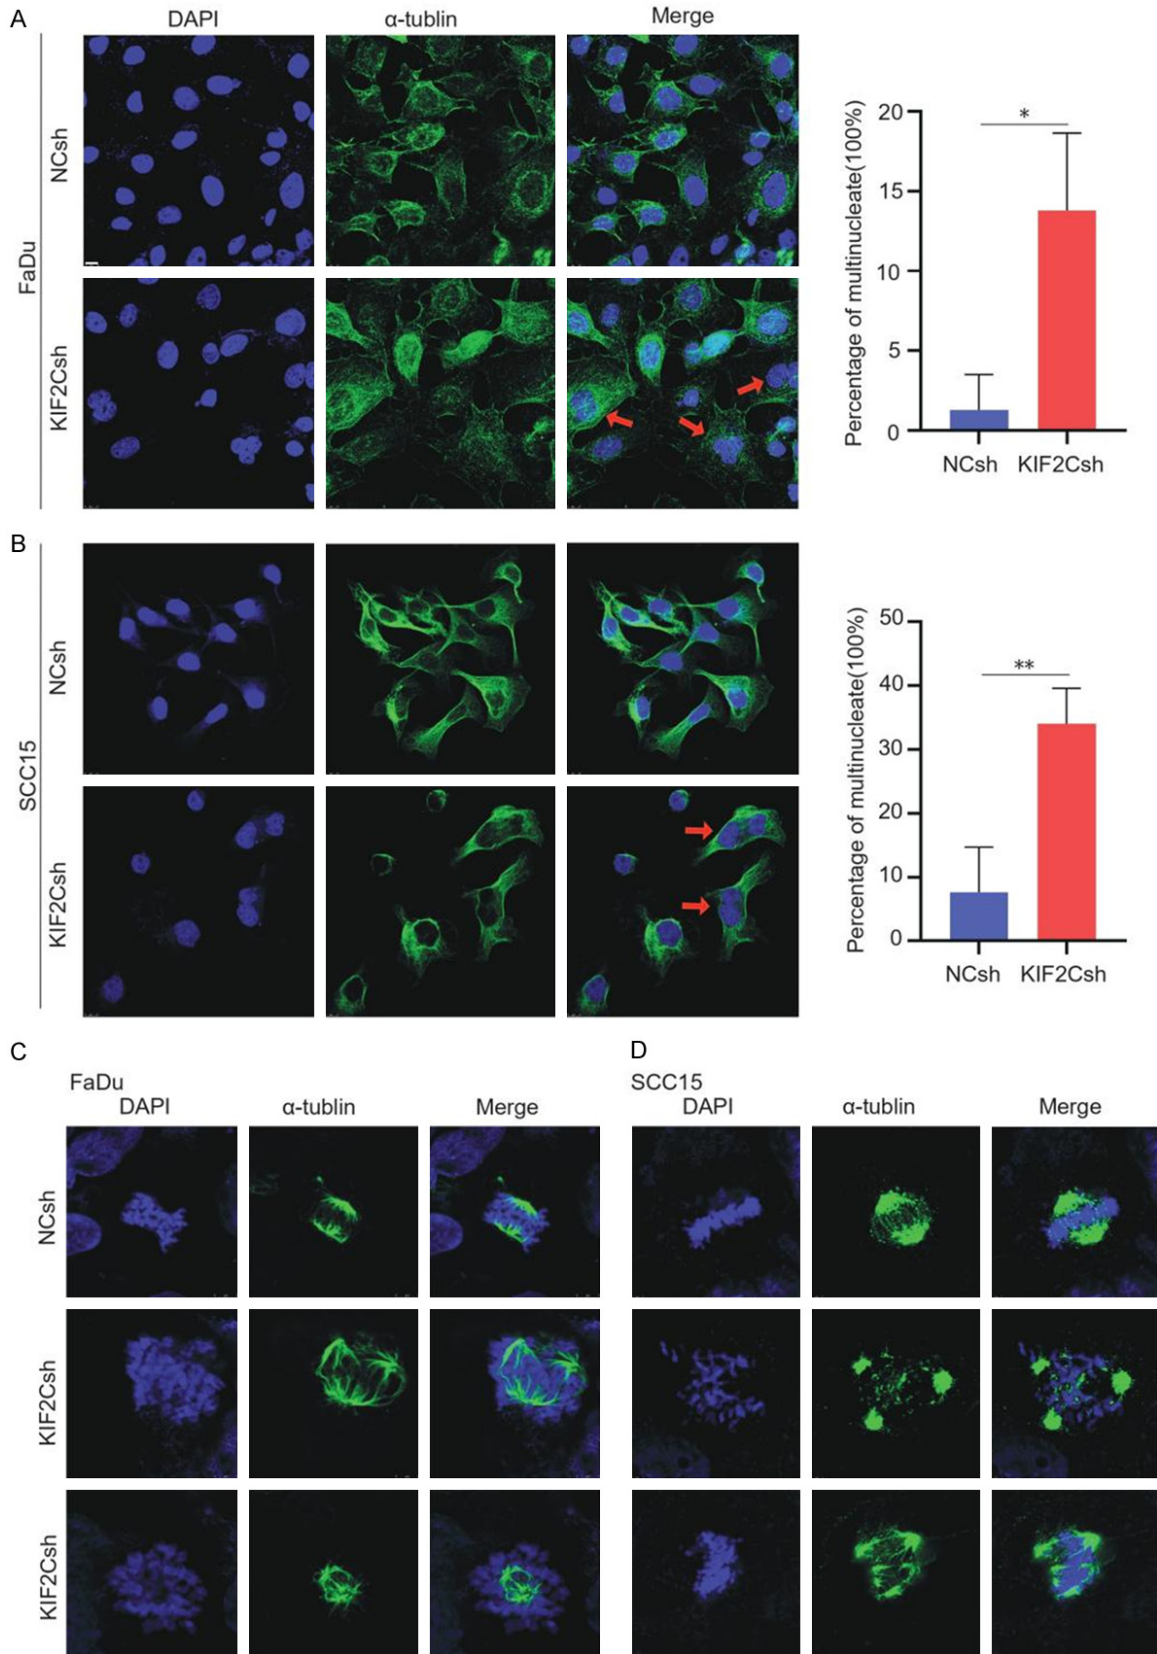 A
DAPI
α-tublin
Merge
FaDu
NCsh
KIF2Csh
Percentage of multinucleate(100%)
20
15
10
5
0
*
NCsh
KIF2Csh
B
SCC15
NCsh
KIF2Csh
Percentage of multinucleate(100%)
50
40
30
20
10
0
**
NCsh
KIF2Csh
C
FaDu
DAPI
α-tublin
Merge
NCsh
KIF2Csh
KIF2Csh
D
SCC15
DAPI
α-tublin
Merge